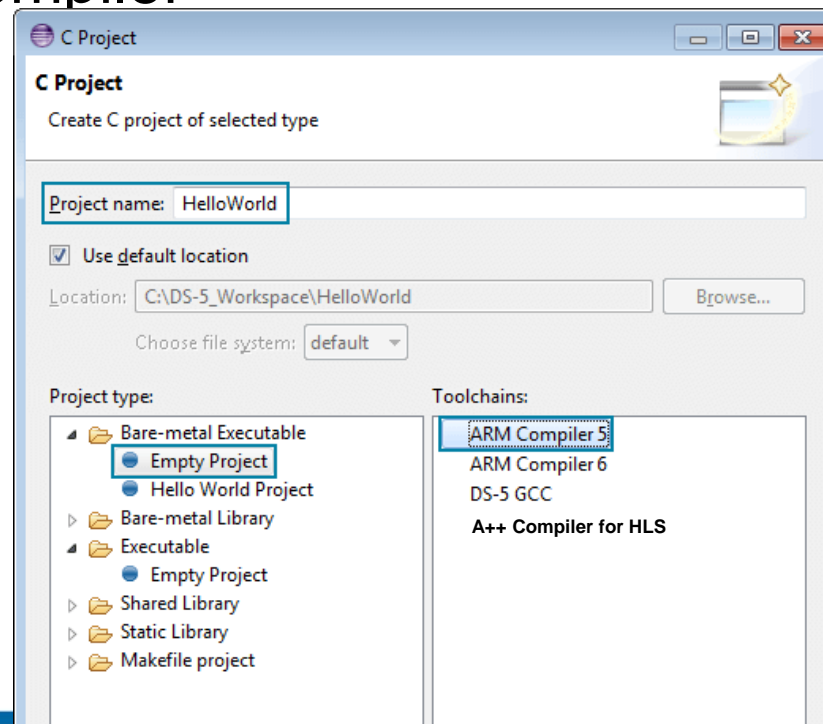 C Project
C Project
Create C project of selected type
Project name: HelloWorld
Use default location
Location: C:\DS-5_Workspace\HelloWorld Browse...
Choose file system: default
Project type:
Bare-metal Executable
Empty Project
Hello World Project
Bare-metal Library
Executable
Empty Project
Shared Library
Static Library
Makefile project
Toolchains:
ARM Compiler 5
ARM Compiler 6
DS-5 GCC
A++ Compiler for HLS